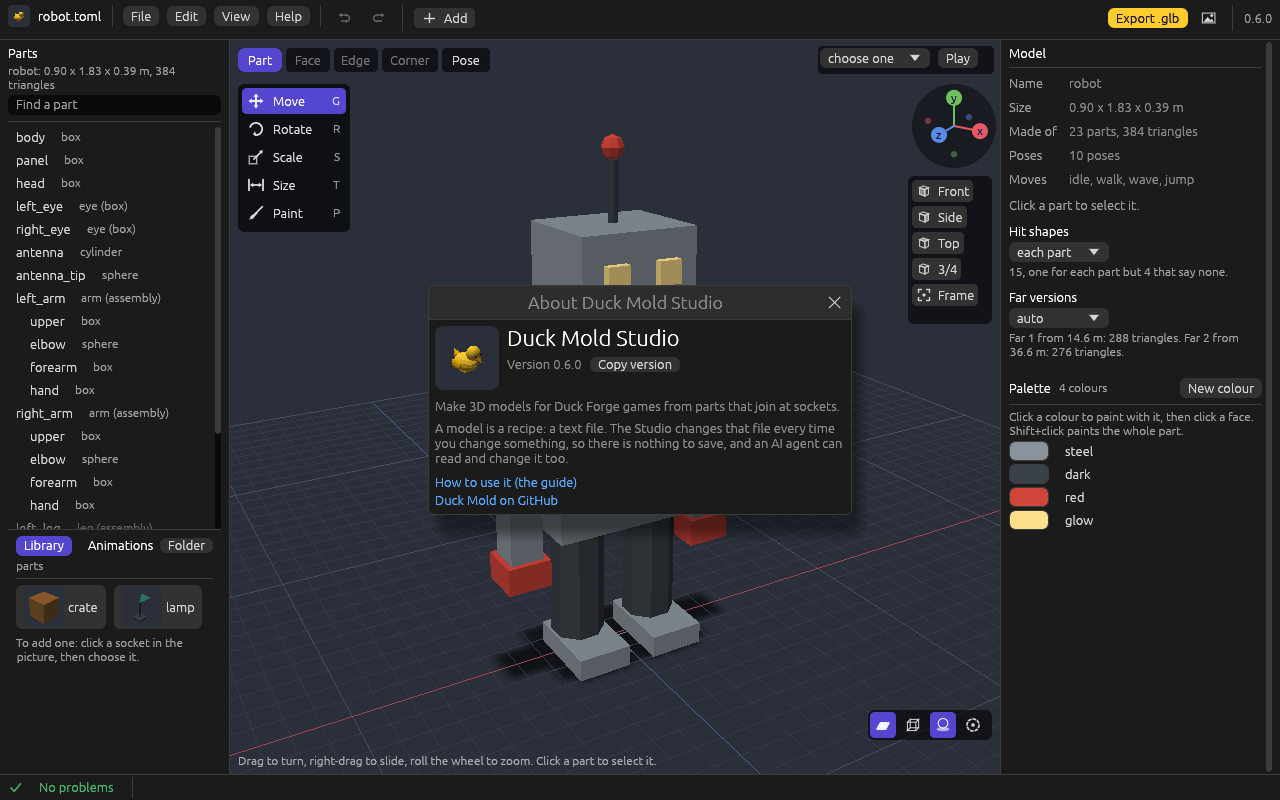 robot.toml
File
Edit
View
Help
Add
Export .glb
0.6.0
Parts
robot: 0.90 x 1.83 x 0.39 m, 384
triangles
Find a part
body box
panel box
head box
left_eye eye (box)
right_eye eye (box)
antenna cylinder
antenna_tip sphere
left_arm arm (assembly)
upper box
elbow sphere
forearm box
hand box
right_arm arm (assembly)
upper box
elbow sphere
forearm box
hand box
left_leg leg (assembly)
Library
Animations
Folder
parts
crate
lamp
To add one: click a socket in the
picture, then choose it.
Part
Face
Edge
Corner
Pose
Move G
Rotate R
Scale S
Size T
Paint P
choose one
Play
y
z
x
Front
Side
Top
3/4
Frame
About Duck Mold Studio
Duck Mold Studio
Version 0.6.0
Copy version
Make 3D models for Duck Forge games from parts that join at sockets.
A model is a recipe: a text file. The Studio changes that file every time
you change something, so there is nothing to save, and an AI agent can
read and change it too.
How to use it (the guide)
Duck Mold on GitHub
Drag to turn, right-drag to slide, roll the wheel to zoom. Click a part to select it.
Model
Name robot
Size 0.90 x 1.83 x 0.39 m
Made of 23 parts, 384 triangles
Poses 10 poses
Moves idle, walk, wave, jump
Click a part to select it.
Hit shapes
each part
15, one for each part but 4 that say none.
Far versions
auto
Far 1 from 14.6 m: 288 triangles. Far 2 from
36.6 m: 276 triangles.
Palette 4 colours
New colour
Click a colour to paint with it, then click a face.
Shift+click paints the whole part.
steel
dark
red
glow
No problems